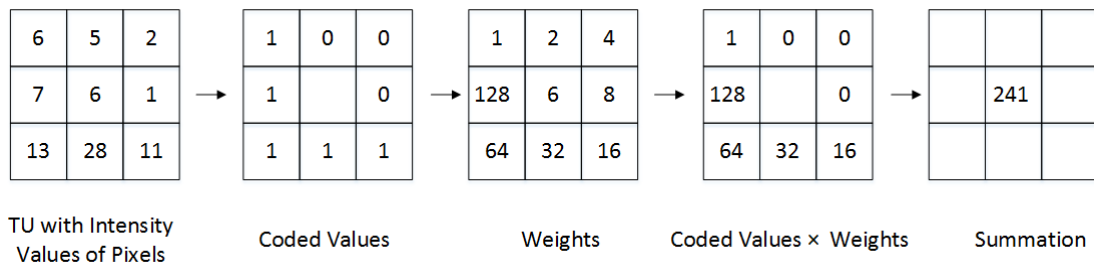 6 5 2 1 0 0 1 2 4 1 0 0
7 6 1 1 0 128 6 8 128 0 241
13 28 11 1 1 1 64 32 16 64 32 16
TU with Intensity
Values of Pixels
Coded Values
Weights
Coded Values × Weights
Summation